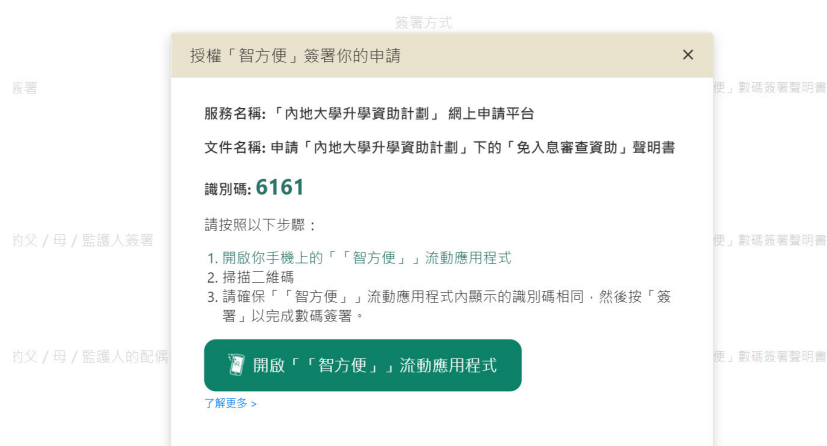 簽署方式
授權「智方便」簽署你的申請 ×
簽署
便」數碼簽署聲明書
服務名稱: 「內地大學升學資助計劃」 網上申請平台
文件名稱: 申請「內地大學升學資助計劃」下的「免入息審查資助」聲明書
識別碼: 6161
請按照以下步驟：
的父 / 母 / 監護人簽署
便」數碼簽署聲明書
1. 開啟你手機上的「「智方便」」流動應用程式
2. 掃描二維碼
3. 請確保「「智方便」」流動應用程式內顯示的識別碼相同，然後按「簽
署」以完成數碼簽署。
的父 / 母 / 監護人的配偶
便」數碼簽署聲明書
開啟「「智方便」」流動應用程式
了解更多 >